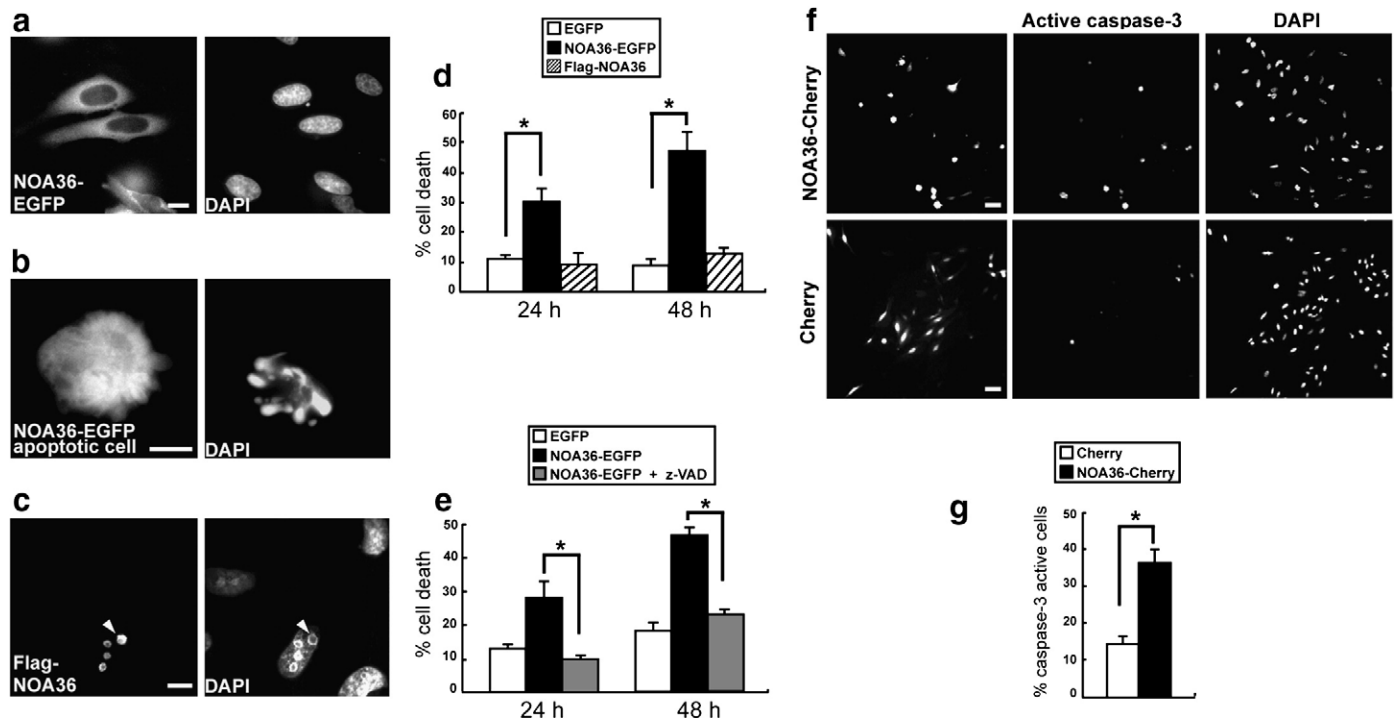 a
NOA36-
EGFP
DAPI
b
NOA36-EGFP
apoptotic cell
DAPI
c
Flag-
NOA36
DAPI
d
EGFP
NOA36-EGFP
Flag-NOA36
% cell death
60
50
40
30
20
10
0
*
*
24 h
48 h
e
EGFP
NOA36-EGFP
NOA36-EGFP + z-VAD
% cell death
50
40
30
20
10
0
*
*
24 h
48 h
f
Active caspase-3
DAPI
NOA36-Cherry
Cherry
g
Cherry
NOA36-Cherry
% caspase-3 active cells
50
40
30
20
10
0
*